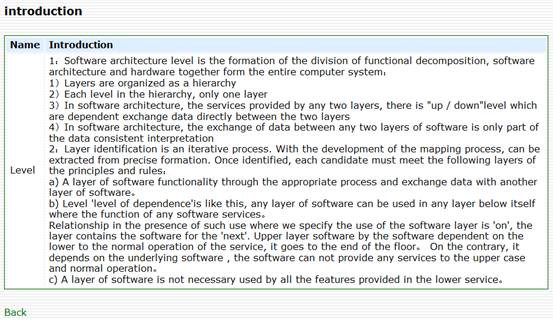 introduction
Name Introduction
Level
1：Software architecture level is the formation of the division of functional decomposition, software
architecture and hardware together form the entire computer system：
1）Layers are organized as a hierarchy
2）Each level in the hierarchy, only one layer
3）In software architecture, the services provided by any two layers, there is "up / down"level which
are dependent exchange data directly between the two layers
4）In software architecture, the exchange of data between any two layers of software is only part of
the data consistent interpretation
2：Layer identification is an iterative process. With the development of the mapping process, can be
extracted from precise formation. Once identified, each candidate must meet the following layers of
the principles and rules：
a) A layer of software functionality through the appropriate process and exchange data with another
layer of software。
b) Level 'level of dependence'is like this, any layer of software can be used in any layer below itself
where the function of any software services。
Relationship in the presence of such use where we specify the use of the software layer is 'on', the
layer contains the software for the 'next'. Upper layer software by the software dependent on the
lower to the normal operation of the service, it goes to the end of the floor。 On the contrary, it
depends on the underlying software , the software can not provide any services to the upper case
and normal operation。
c) A layer of software is not necessary used by all the features provided in the lower service。
Back